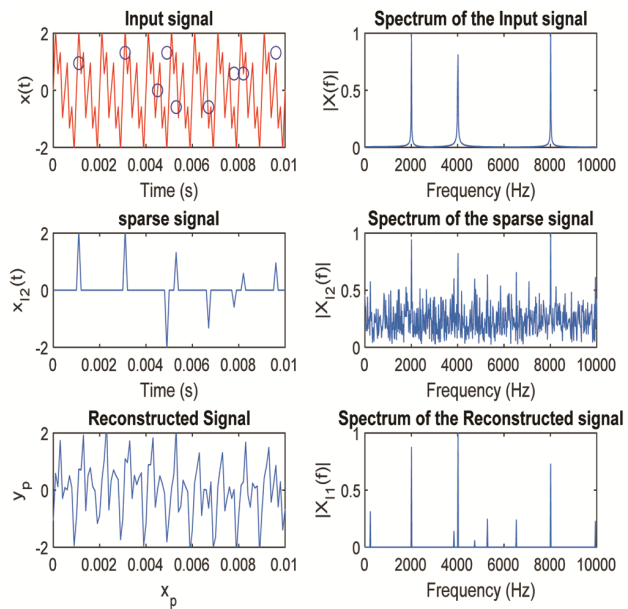 Input signal
x(t)
2
0
-2
0 0.002 0.004 0.006 0.008 0.01
Time (s)
Spectrum of the Input signal
|X(f)|
1
0.5
0
0 2000 4000 6000 8000 10000
Frequency (Hz)
sparse signal
x_I2(t)
2
0
-2
0 0.002 0.004 0.006 0.008 0.01
Time (s)
Spectrum of the sparse signal
|X_I2(f)|
1
0.5
0
0 2000 4000 6000 8000 10000
Frequency (Hz)
Reconstructed Signal
y_p
2
0
-2
0 0.002 0.004 0.006 0.008 0.01
x_p
Spectrum of the Reconstructed signal
|X_I1(f)|
1
0.5
0
0 2000 4000 6000 8000 10000
Frequency (Hz)